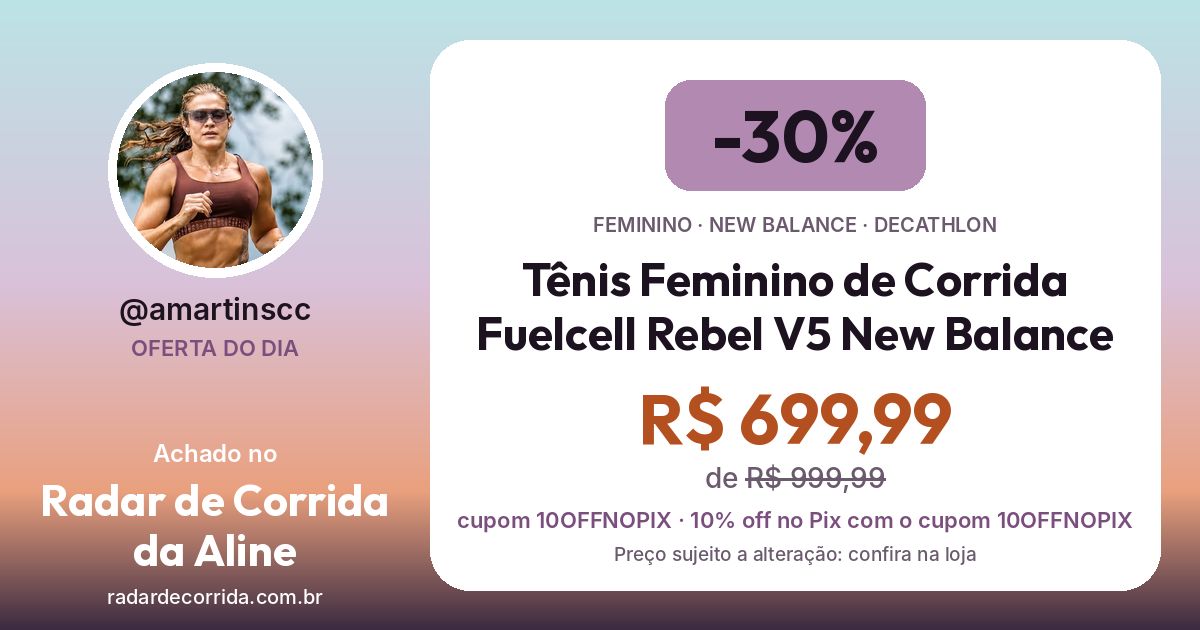 @amartinscc
OFERTA DO DIA
Achado no
Radar de Corrida
da Aline
radardecorrida.com.br
-30%
FEMININO · NEW BALANCE · DECATHLON
Tênis Feminino de Corrida
Fuelcell Rebel V5 New Balance
R$ 699,99
de R$ 999,99
cupom 10OFFNOPIX · 10% off no Pix com o cupom 10OFFNOPIX
Preço sujeito a alteração: confira na loja